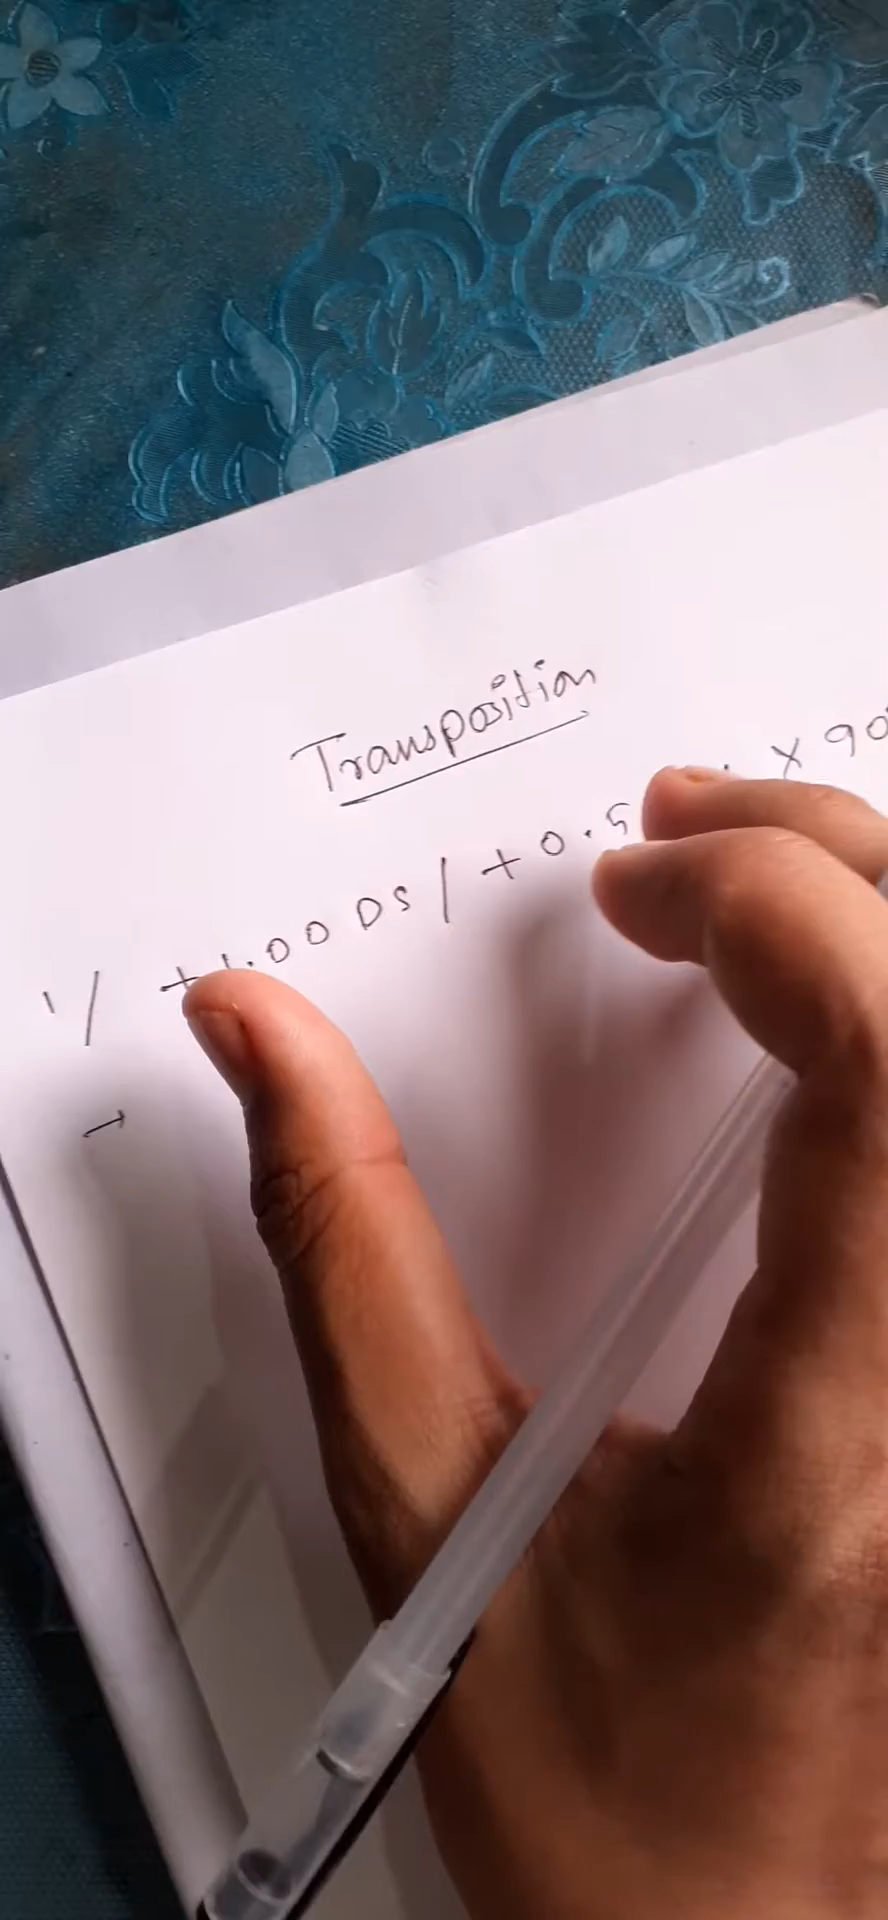 Transposition
1/ +1.00 DS / + 0.5 x 90°
→